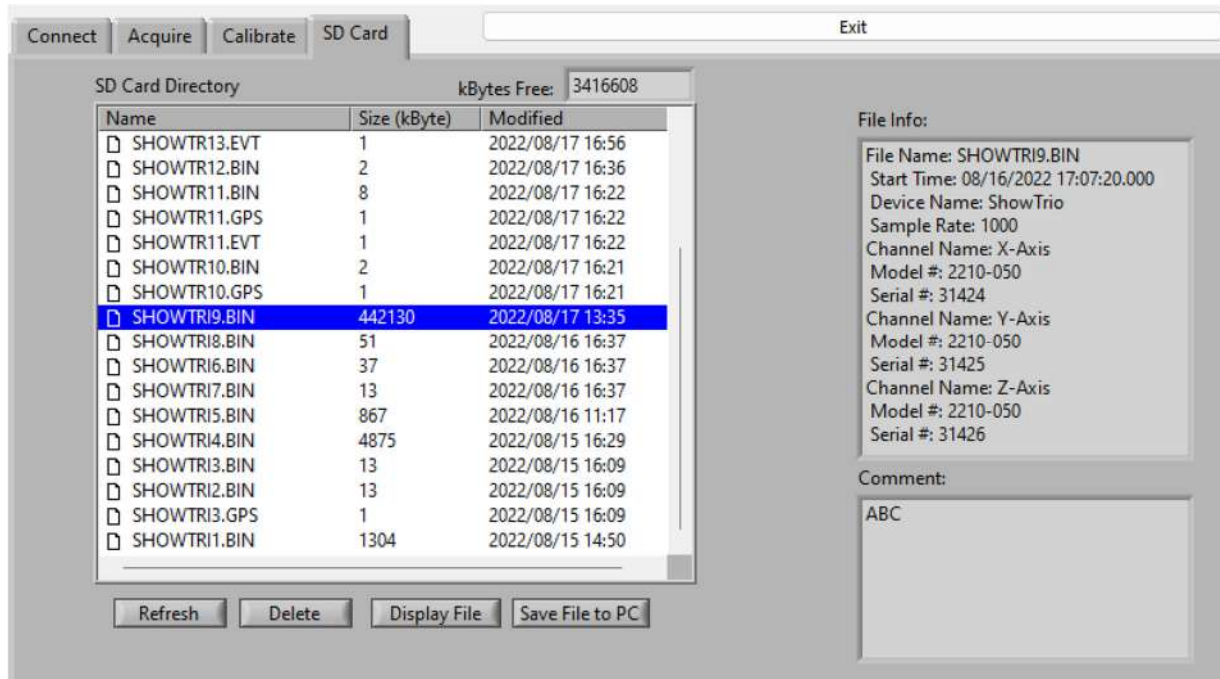 Connect Acquire Calibrate SD Card Exit
SD Card Directory kBytes Free: 3416608
Name Size (kByte) Modified
SHOWTR13.EVT 1 2022/08/17 16:56
SHOWTR12.BIN 2 2022/08/17 16:36
SHOWTR11.BIN 8 2022/08/17 16:22
SHOWTR11.GPS 1 2022/08/17 16:22
SHOWTR11.EVT 1 2022/08/17 16:22
SHOWTR10.BIN 2 2022/08/17 16:21
SHOWTR10.GPS 1 2022/08/17 16:21
SHOWTRI9.BIN 442130 2022/08/17 13:35
SHOWTRI8.BIN 51 2022/08/16 16:37
SHOWTRI6.BIN 37 2022/08/16 16:37
SHOWTRI7.BIN 13 2022/08/16 16:37
SHOWTRI5.BIN 867 2022/08/16 11:17
SHOWTRI4.BIN 4875 2022/08/15 16:29
SHOWTRI3.BIN 13 2022/08/15 16:09
SHOWTRI2.BIN 13 2022/08/15 16:09
SHOWTRI3.GPS 1 2022/08/15 16:09
SHOWTRI1.BIN 1304 2022/08/15 14:50
Refresh Delete Display File Save File to PC
File Info:
File Name: SHOWTRI9.BIN
Start Time: 08/16/2022 17:07:20.000
Device Name: ShowTrio
Sample Rate: 1000
Channel Name: X-Axis
Model #: 2210-050
Serial #: 31424
Channel Name: Y-Axis
Model #: 2210-050
Serial #: 31425
Channel Name: Z-Axis
Model #: 2210-050
Serial #: 31426
Comment:
ABC